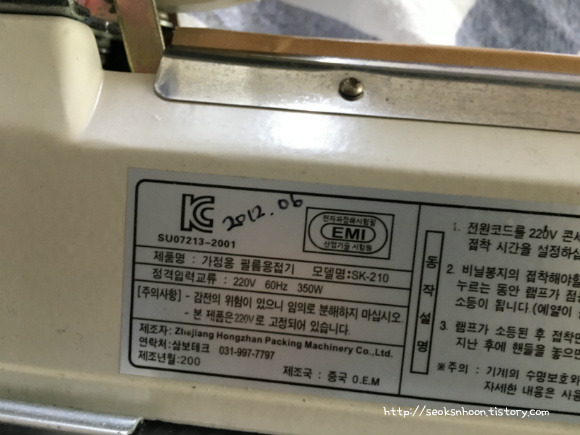 KC
2012. 06
SU07213-2001
전자파장해시험필
EMI
산업기술시험원
제품명 : 가정용 필름용접기 모델명:SK-210
정격입력교류 : 220V 60Hz 350W
[주의사항] - 감전의 위험이 있으니 임의로 분해하지 마십시오.
- 본 제품은 220V로 고정되어 있습니다.
제조자: Zhejiang Hongzhan Packing Machinery Co.,Ltd.
연락처:삼보테크 031-997-7797
제조년월:200
제조국 : 중국 O.E.M
동작설명
1. 전원코드를 220V 콘세
접착 시간을 설정하십
2. 비닐봉지의 접착해야할
누르는 동안 램프가 점
소등이 됩니다. (예열이
3. 램프가 소등된 후 접착면
지난 후에 핸들을 놓으면
※주의 : 기계의 수명보호와
자세한 내용은 사용
http://seoksnhoon.tistory.com